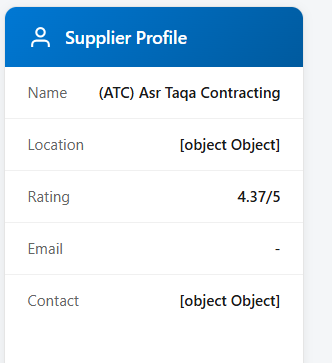 Supplier Profile
Name (ATC) Asr Taqa Contracting
Location [object Object]
Rating 4.37/5
Email -
Contact [object Object]